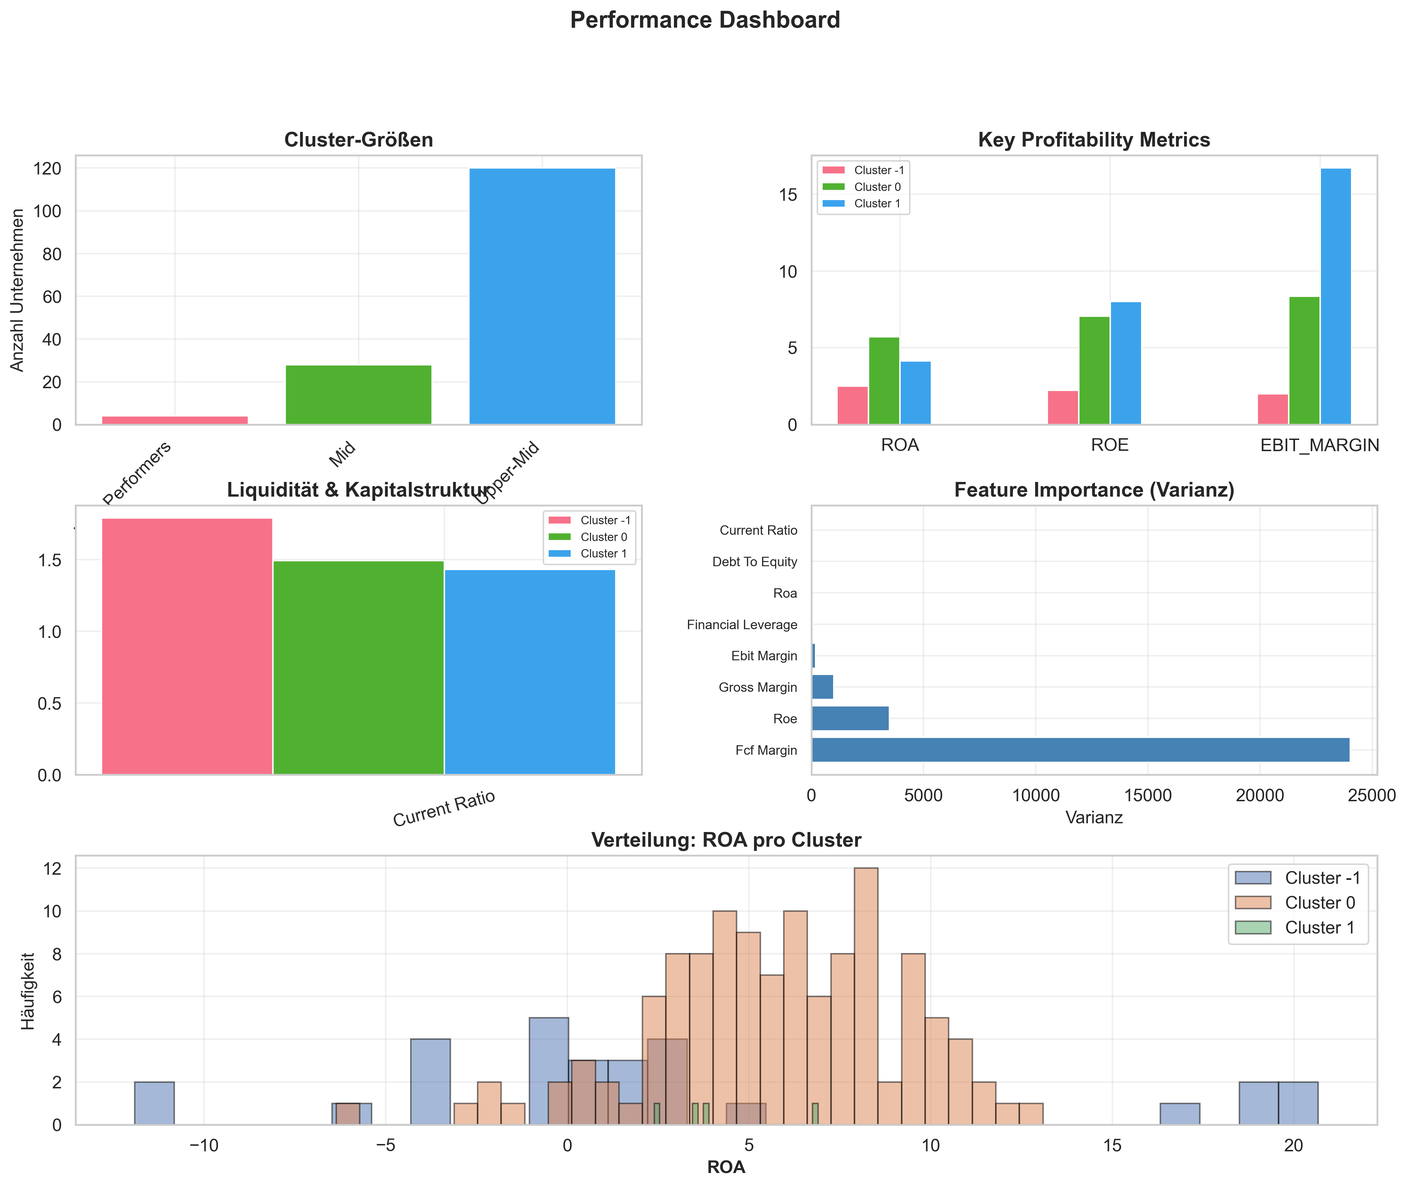 Performance Dashboard
Cluster-Größen
Anzahl Unternehmen
120
100
80
60
40
20
0
Performers
Mid
Upper-Mid
Key Profitability Metrics
Cluster -1
Cluster 0
Cluster 1
15
10
5
0
ROA
ROE
EBIT_MARGIN
Liquidität & Kapitalstruktur
Cluster -1
Cluster 0
Cluster 1
1.5
1.0
0.5
0.0
Current Ratio
Feature Importance (Varianz)
Current Ratio
Debt To Equity
Roa
Financial Leverage
Ebit Margin
Gross Margin
Roe
Fcf Margin
0
5000
10000
15000
20000
25000
Varianz
Verteilung: ROA pro Cluster
Cluster -1
Cluster 0
Cluster 1
Häufigkeit
12
10
8
6
4
2
0
−10
−5
0
5
10
15
20
ROA